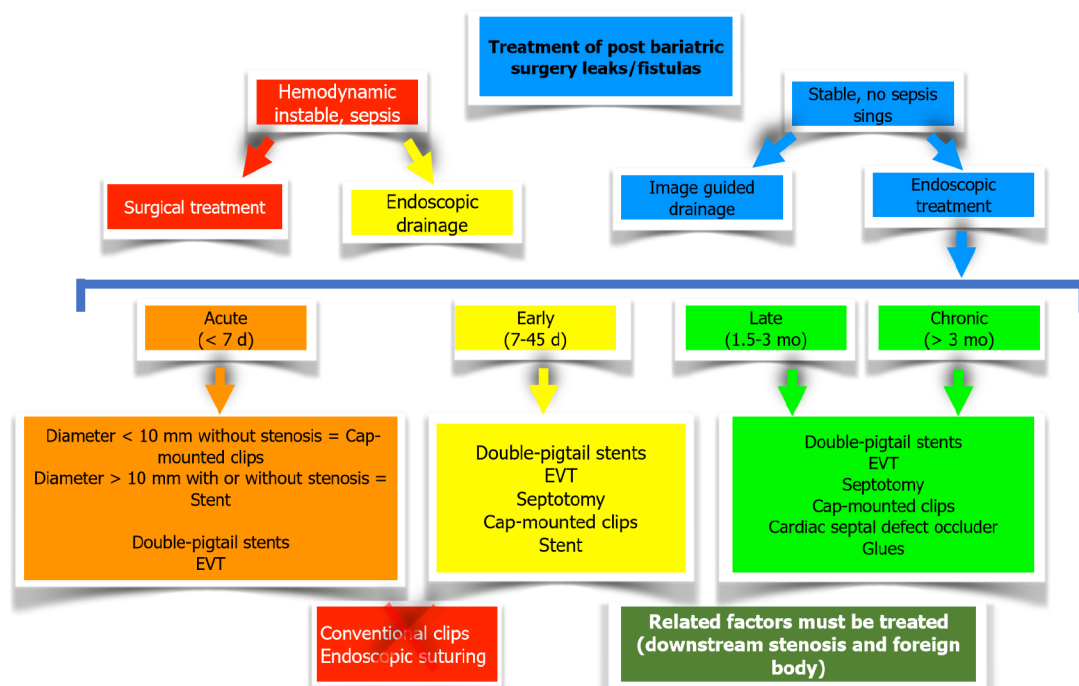 Treatment of post bariatric
surgery leaks/fistulas
Hemodynamic
instable, sepsis
Stable, no sepsis
sings
Surgical treatment
Endoscopic
drainage
Image guided
drainage
Endoscopic
treatment
Acute
(< 7 d)
Early
(7-45 d)
Late
(1.5-3 mo)
Chronic
(> 3 mo)
Diameter < 10 mm without stenosis = Cap-
mounted clips
Diameter > 10 mm with or without stenosis =
Stent
Double-pigtail stents
EVT
Double-pigtail stents
EVT
Septotomy
Cap-mounted clips
Stent
Double-pigtail stents
EVT
Septotomy
Cap-mounted clips
Cardiac septal defect occluder
Glues
Conventional clips
Endoscopic suturing
Related factors must be treated
(downstream stenosis and foreign
body)